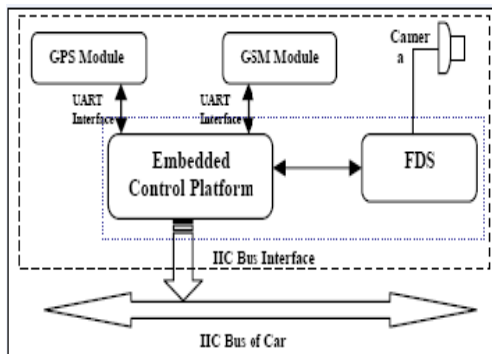 Camer
a
GPS Module
GSM Module
UART
Interface
UART
Interface
Embedded
Control Platform
FDS
IIC Bus Interface
IIC Bus of Car